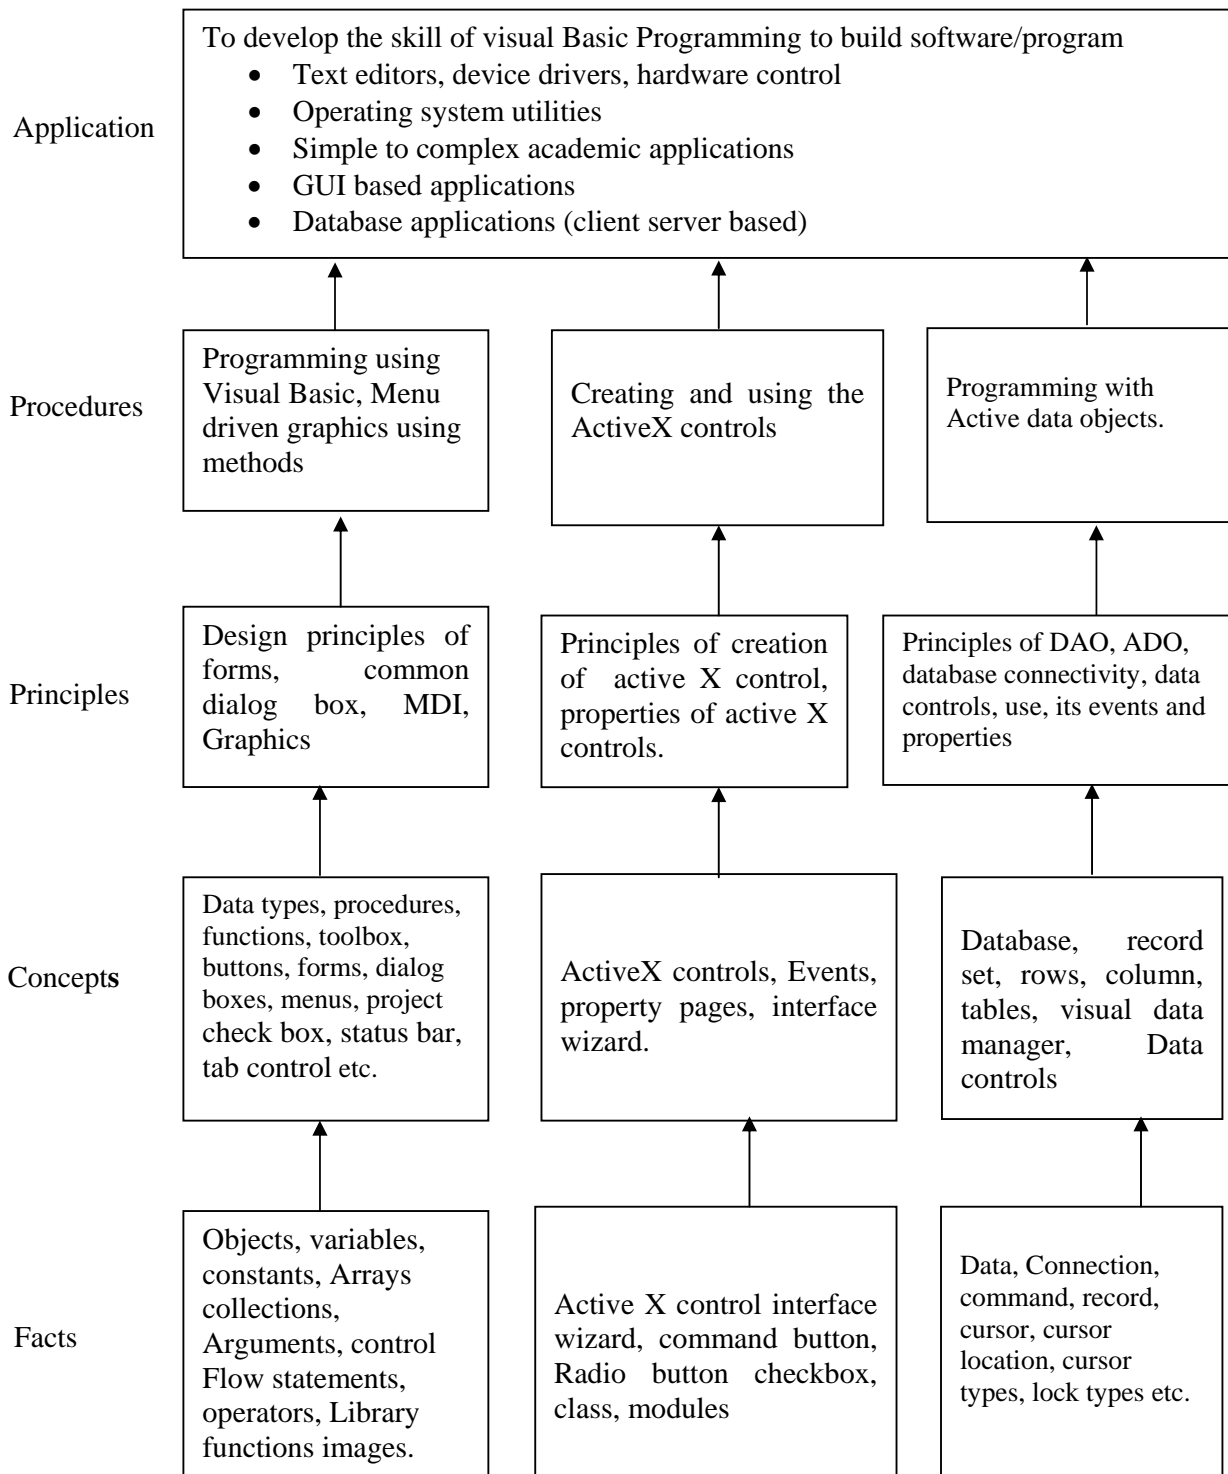 To develop the skill of visual Basic Programming to build software/program
• Text editors, device drivers, hardware control
• Operating system utilities
• Simple to complex academic applications
• GUI based applications
• Database applications (client server based)
Application
Procedures
Programming using
Visual Basic, Menu
driven graphics using
methods
Creating and using the
ActiveX controls
Programming with
Active data objects.
Principles
Design principles of
forms, common
dialog box, MDI,
Graphics
Principles of creation
of active X control,
properties of active X
controls.
Principles of DAO, ADO,
database connectivity, data
controls, use, its events and
properties
Concepts
Data types, procedures,
functions, toolbox,
buttons, forms, dialog
boxes, menus, project
check box, status bar,
tab control etc.
ActiveX controls, Events,
property pages, interface
wizard.
Database, record
set, rows, column,
tables, visual data
manager, Data
controls
Facts
Objects, variables,
constants, Arrays
collections,
Arguments, control
Flow statements,
operators, Library
functions images.
Active X control interface
wizard, command button,
Radio button checkbox,
class, modules
Data, Connection,
command, record,
cursor, cursor
location, cursor
types, lock types etc.